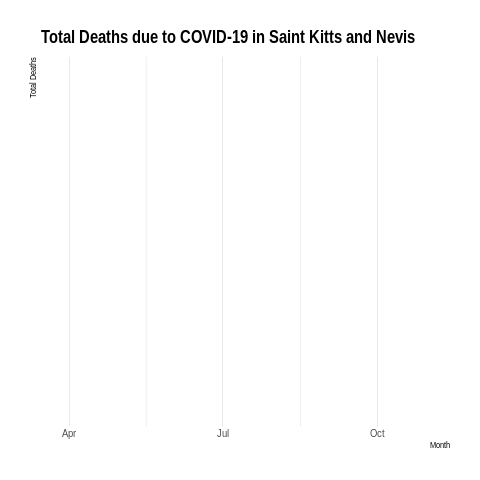 Total Deaths due to COVID-19 in Saint Kitts and Nevis
Total Deaths
Apr
Jul
Oct
Month